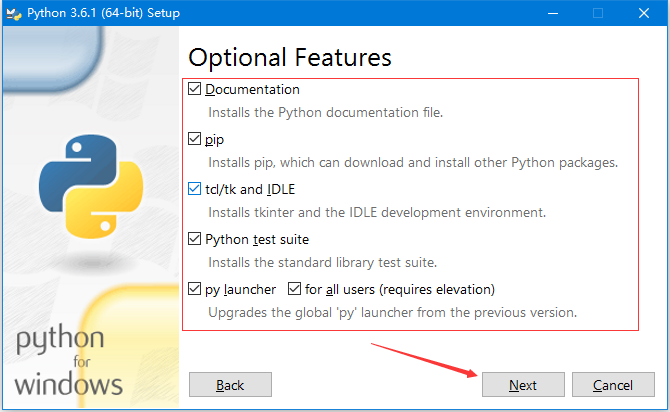 Python 3.6.1 (64-bit) Setup
Optional Features
Documentation
Installs the Python documentation file.
pip
Installs pip, which can download and install other Python packages.
tcl/tk and IDLE
Installs tkinter and the IDLE development environment.
Python test suite
Installs the standard library test suite.
py launcher for all users (requires elevation)
Upgrades the global 'py' launcher from the previous version.
python
for
windows
Back Next Cancel